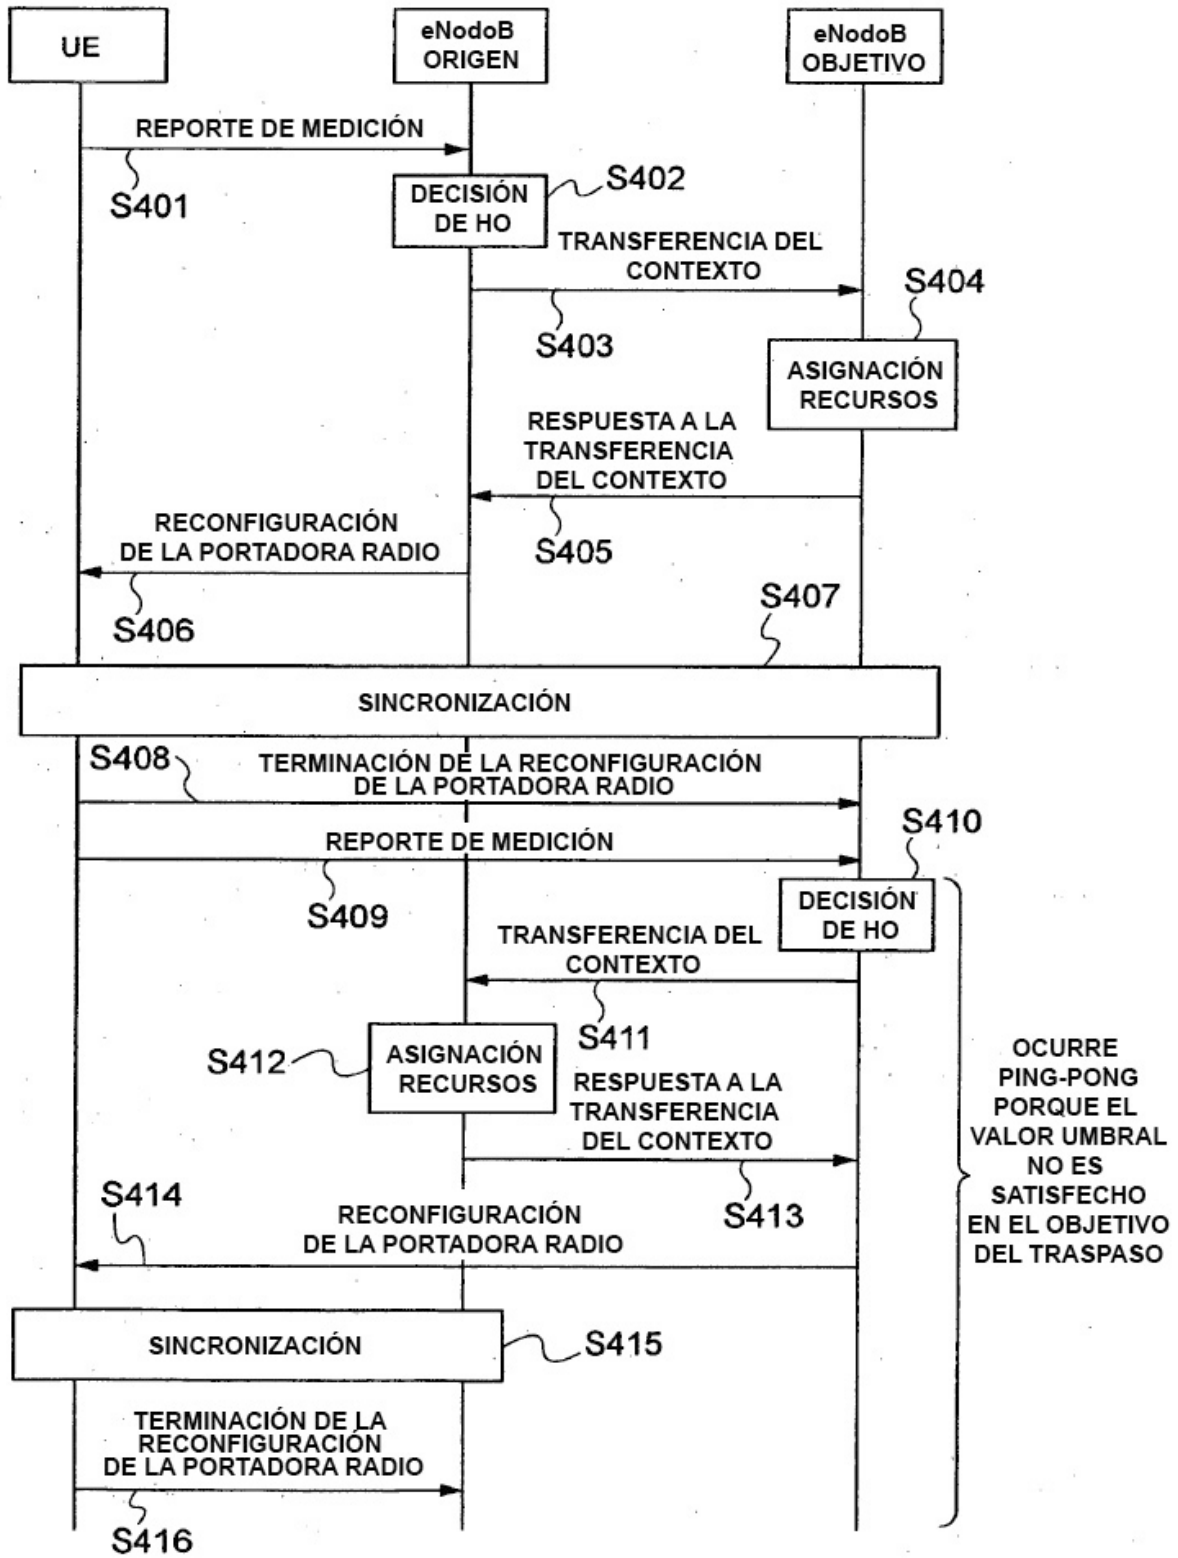 UE
eNodoB
ORIGEN
eNodoB
OBJETIVO
REPORTE DE MEDICIÓN
S401
DECISIÓN
DE HO
S402
TRANSFERENCIA DEL
CONTEXTO
S403
S404
ASIGNACIÓN
RECURSOS
RESPUESTA A LA
TRANSFERENCIA
DEL CONTEXTO
S405
RECONFIGURACIÓN
DE LA PORTADORA RADIO
S406
S407
SINCRONIZACIÓN
S408
TERMINACIÓN DE LA RECONFIGURACIÓN
DE LA PORTADORA RADIO
REPORTE DE MEDICIÓN
S409
S410
DECISIÓN
DE HO
TRANSFERENCIA DEL
CONTEXTO
S411
S412
ASIGNACIÓN
RECURSOS
RESPUESTA A LA
TRANSFERENCIA
DEL CONTEXTO
S413
S414
RECONFIGURACIÓN
DE LA PORTADORA RADIO
OCURRE
PING-PONG
PORQUE EL
VALOR UMBRAL
NO ES
SATISFECHO
EN EL OBJETIVO
DEL TRASPASO
SINCRONIZACIÓN
S415
TERMINACIÓN DE LA
RECONFIGURACIÓN
DE LA PORTADORA RADIO
S416